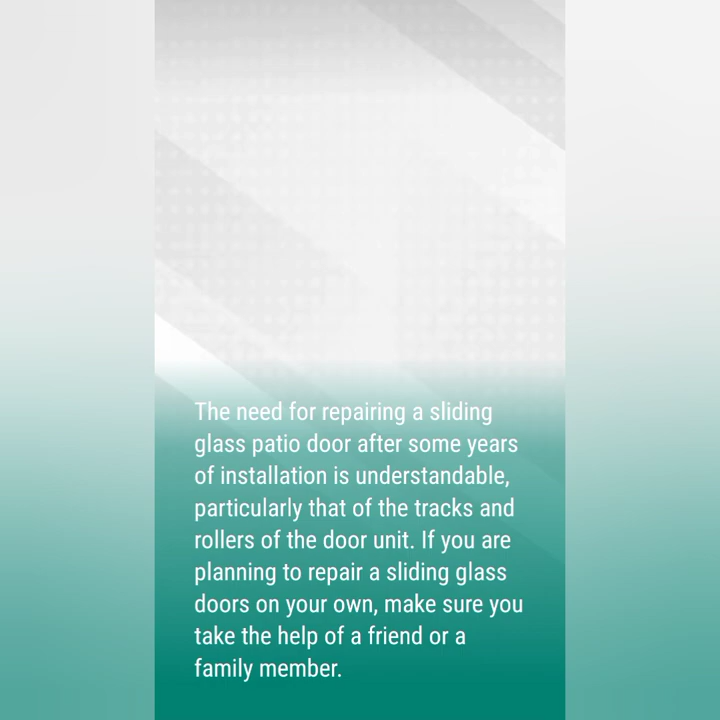 The need for repairing a sliding
glass patio door after some years
of installation is understandable,
particularly that of the tracks and
rollers of the door unit. If you are
planning to repair a sliding glass
doors on your own, make sure you
take the help of a friend or a
family member.